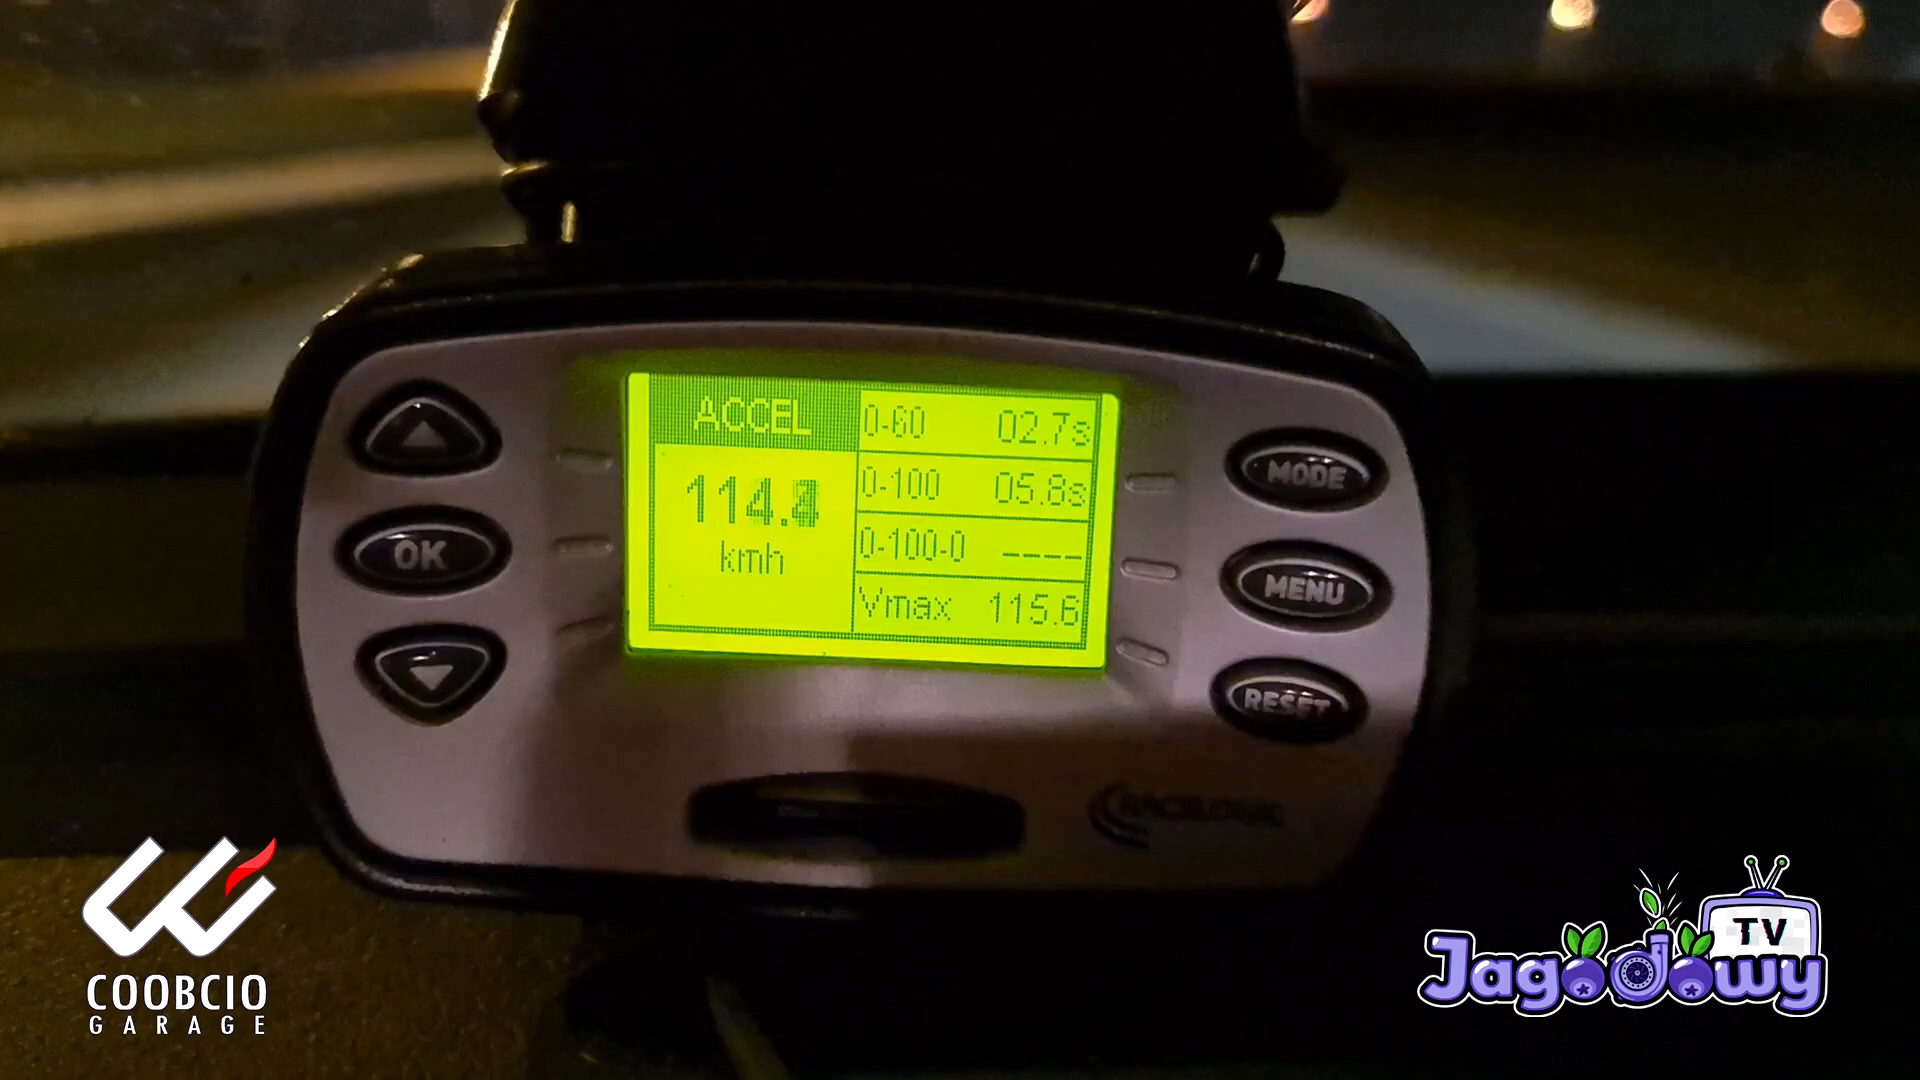 ACCEL
114.
kmh
0-60 02.7s
0-100 05.8s
0-100-0 ----
Vmax 115.6
OK
MODE
MENU
RESET
RACELOGIC
COOBCIO
GARAGE
Jagodowy
TV